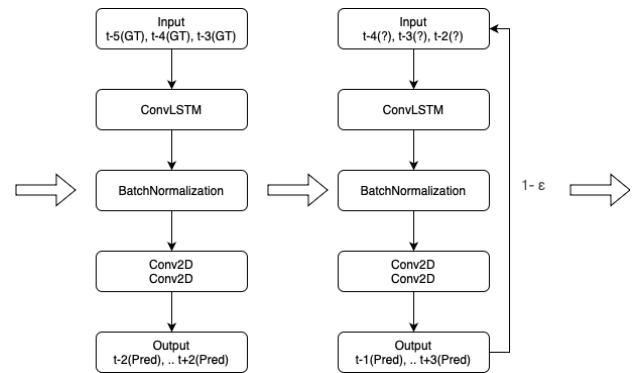 Input
t-5(GT), t-4(GT), t-3(GT)
ConvLSTM
BatchNormalization
Conv2D
Conv2D
Output
t-2(Pred), .. t+2(Pred)
Input
t-4(?), t-3(?), t-2(?)
ConvLSTM
BatchNormalization
Conv2D
Conv2D
Output
t-1(Pred), .. t+3(Pred)
1- ε